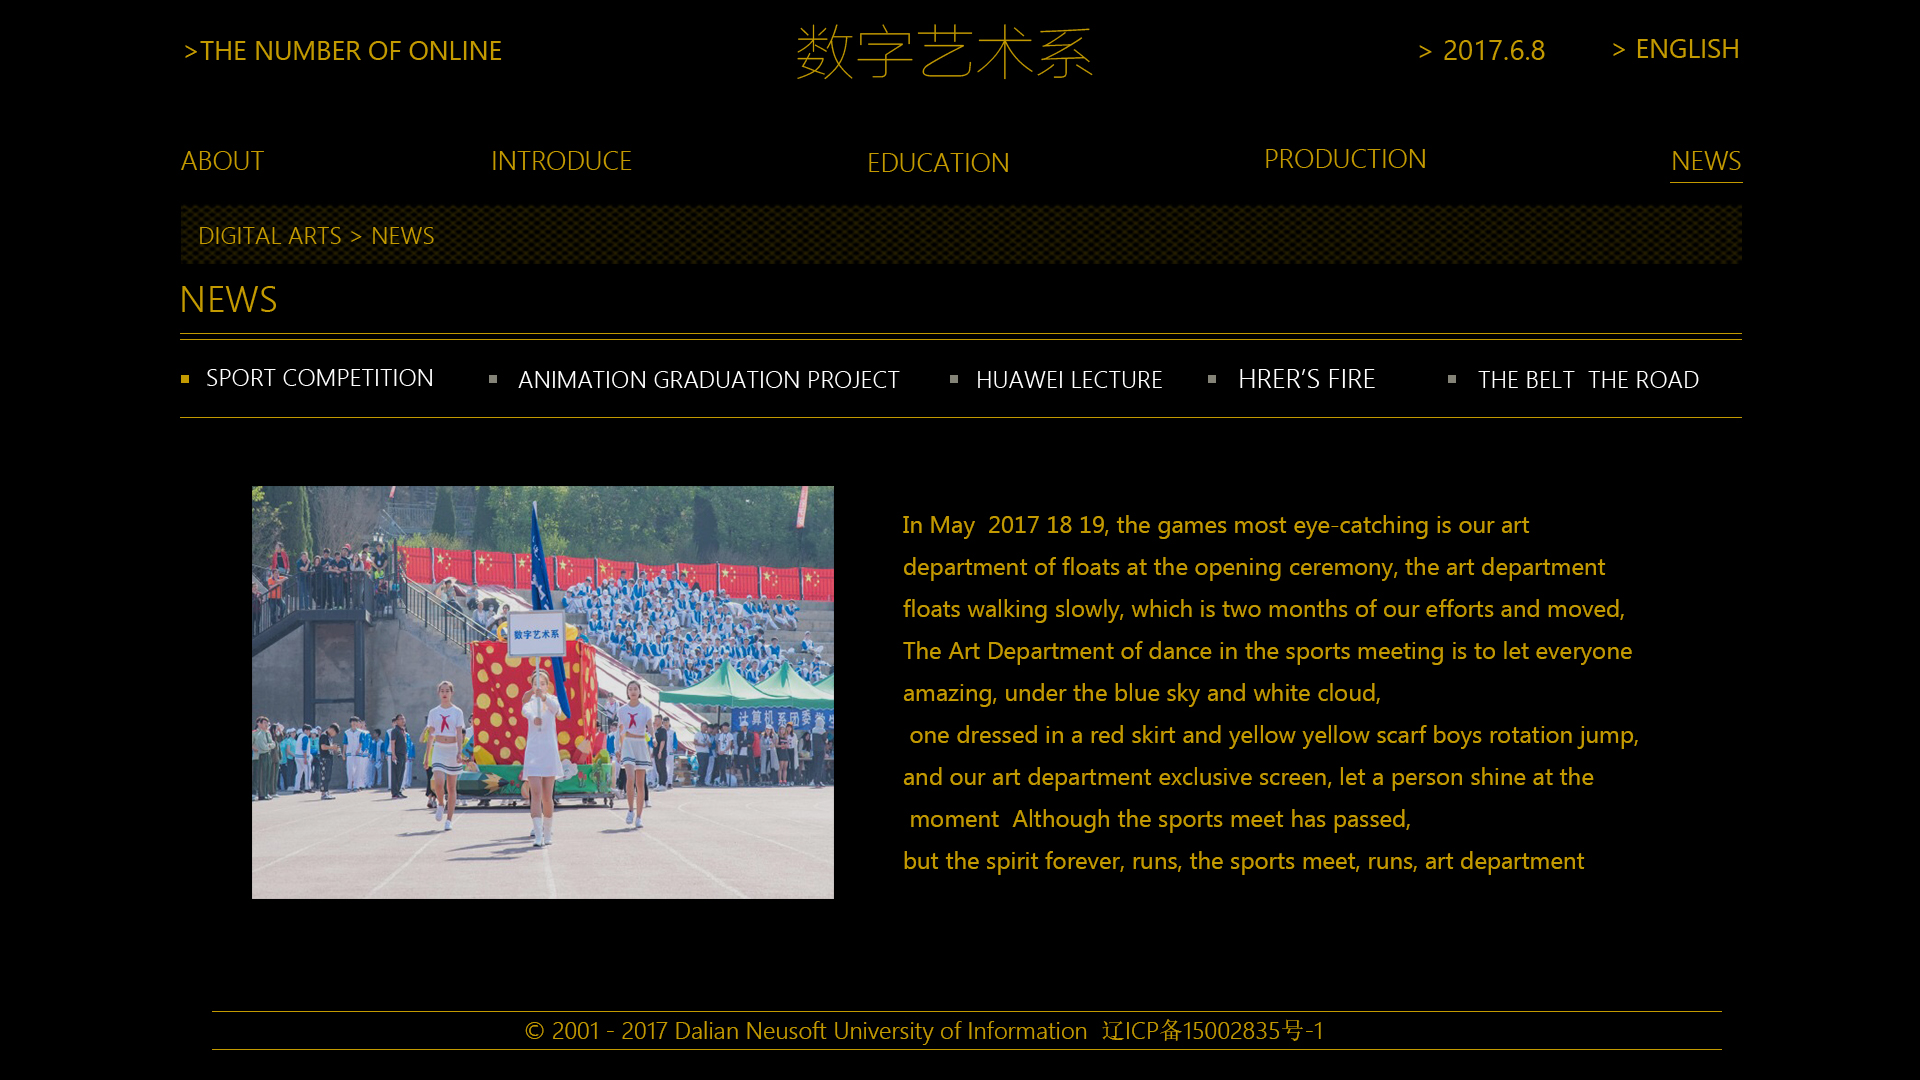 >THE NUMBER OF ONLINE
数字艺术系
> 2017.6.8
> ENGLISH
ABOUT
INTRODUCE
EDUCATION
PRODUCTION
NEWS
DIGITAL ARTS > NEWS
NEWS
SPORT COMPETITION
ANIMATION GRADUATION PROJECT
HUAWEI LECTURE
HRER’S FIRE
THE BELT  THE ROAD
数字艺术系
计算机系团委学生
In May  2017 18 19, the games most eye-catching is our art
department of floats at the opening ceremony, the art department
floats walking slowly, which is two months of our efforts and moved,
The Art Department of dance in the sports meeting is to let everyone
amazing, under the blue sky and white cloud,
one dressed in a red skirt and yellow yellow scarf boys rotation jump,
and our art department exclusive screen, let a person shine at the
moment  Although the sports meet has passed,
but the spirit forever, runs, the sports meet, runs, art department
© 2001 - 2017 Dalian Neusoft University of Information  辽ICP备15002835号-1